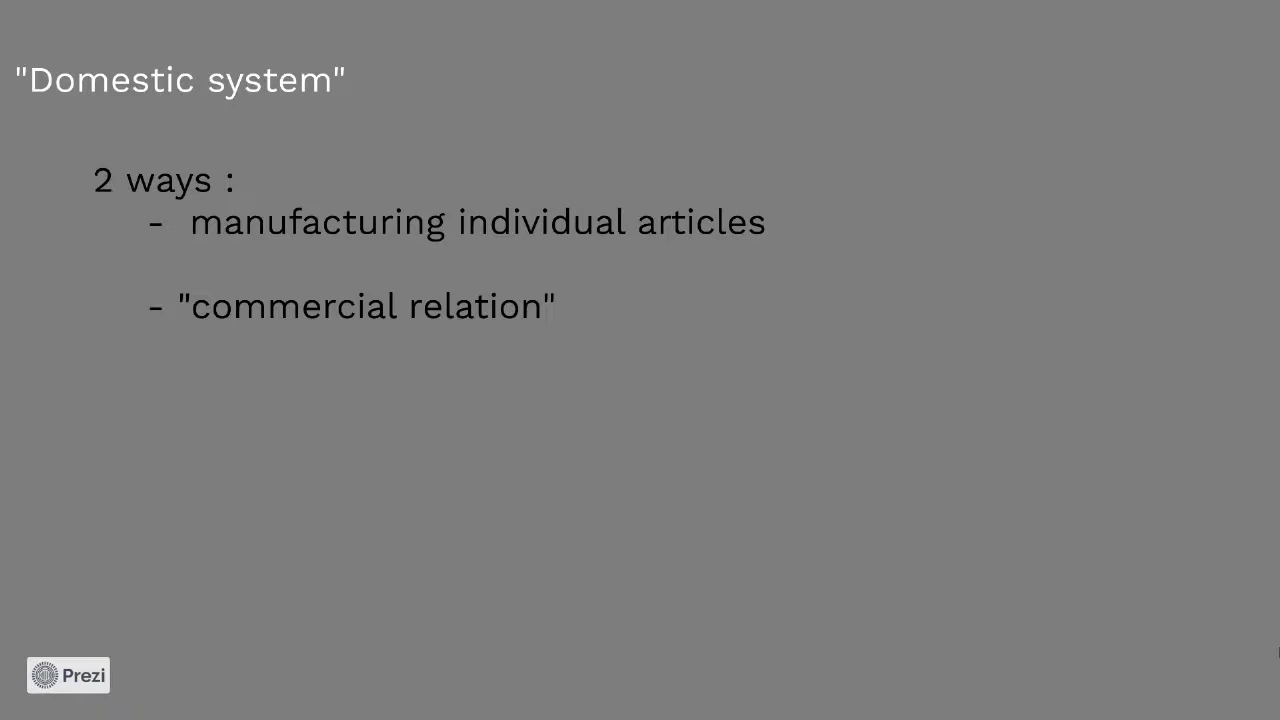 "Domestic system"
2 ways :
- manufacturing individual articles
- "commercial relation"
Prezi